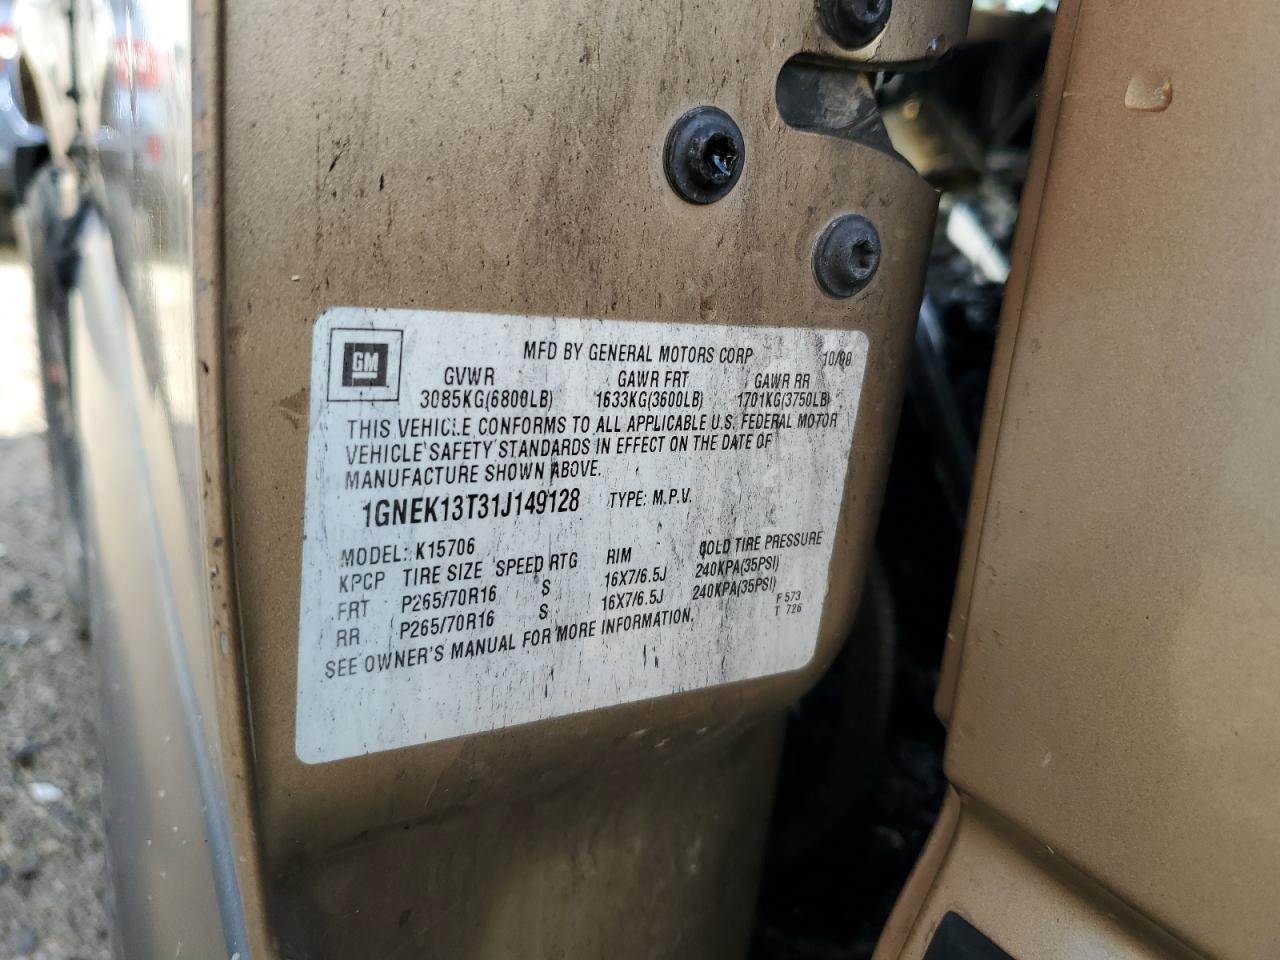 GM
MFD BY GENERAL MOTORS CORP 10/00
GVWR GAWR FRT GAWR RR
3085KG(6800LB) 1633KG(3600LB) 1701KG(3750LB)
THIS VEHICLE CONFORMS TO ALL APPLICABLE U.S. FEDERAL MOTOR
VEHICLE SAFETY STANDARDS IN EFFECT ON THE DATE OF
MANUFACTURE SHOWN ABOVE.
1GNEK13T31J149128 TYPE: M.P.V.
MODEL: K15706
KPCP TIRE SIZE SPEED RTG RIM COLD TIRE PRESSURE
FRT P265/70R16 S 16X7/6.5J 240KPA(35PSI)
RR P265/70R16 S 16X7/6.5J 240KPA(35PSI)
SEE OWNER'S MANUAL FOR MORE INFORMATION.
F 573
T 726